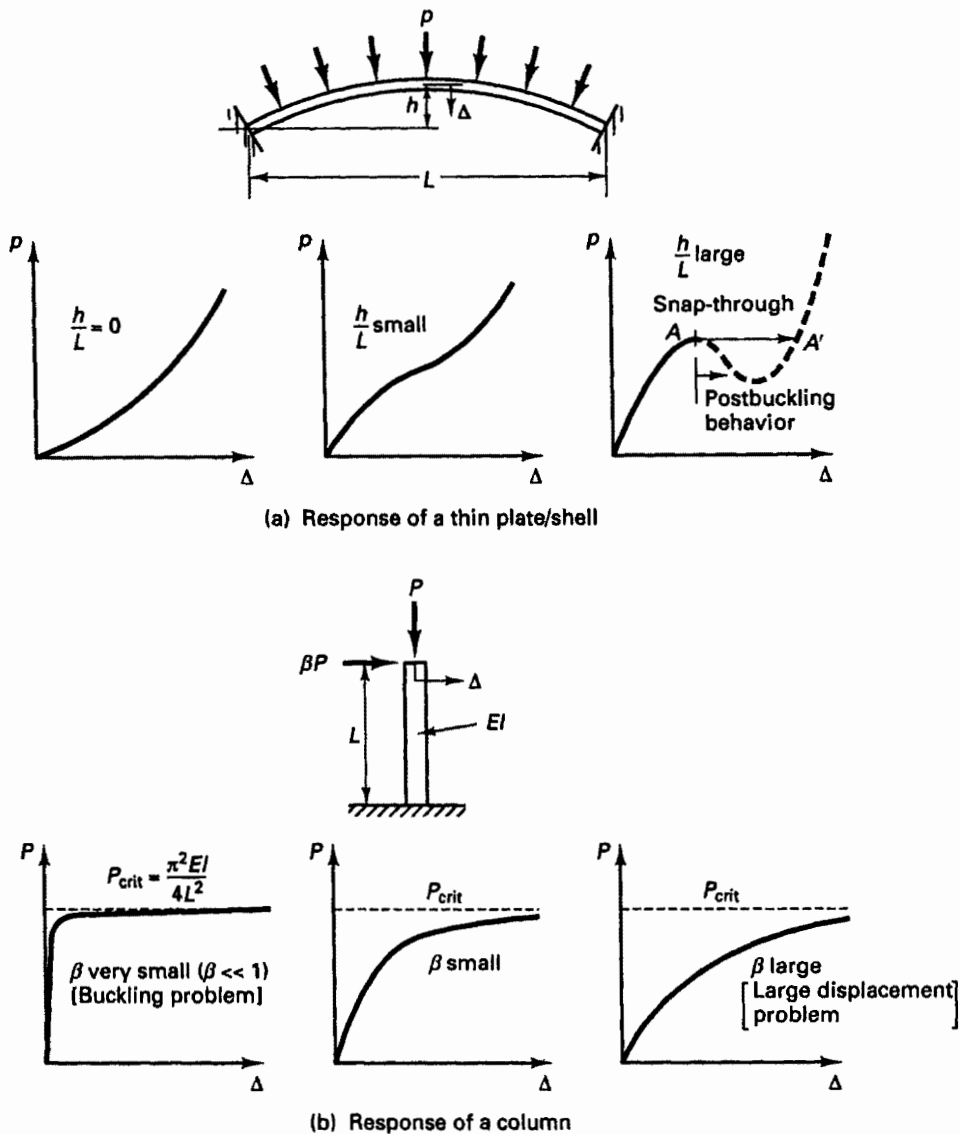 p
h
Δ
L
p
h/L = 0
Δ
h/L small
Δ
p
h/L large
Snap-through
A
A'
Postbuckling
behavior
Δ
(a) Response of a thin plate/shell
P
βP
Δ
L
EI
P
P_crit = π²EI/4L²
β very small (β << 1)
[Buckling problem]
Δ
P
P_crit
β small
Δ
P
P_crit
β large
[Large displacement
problem]
Δ
(b) Response of a column